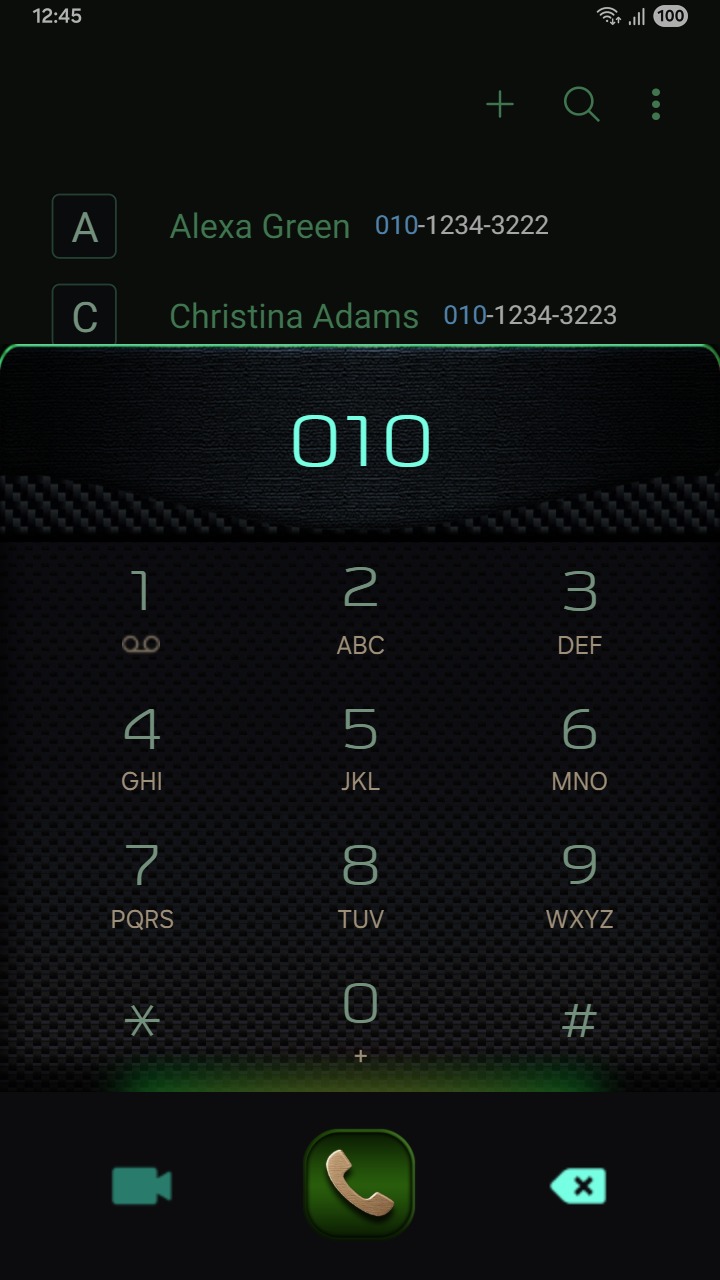 12:45 100
A Alexa Green 010-1234-3222
C Christina Adams 010-1234-3223
010
1 2 3
ABC DEF
4 5 6
GHI JKL MNO
7 8 9
PQRS TUV WXYZ
* 0 #
+